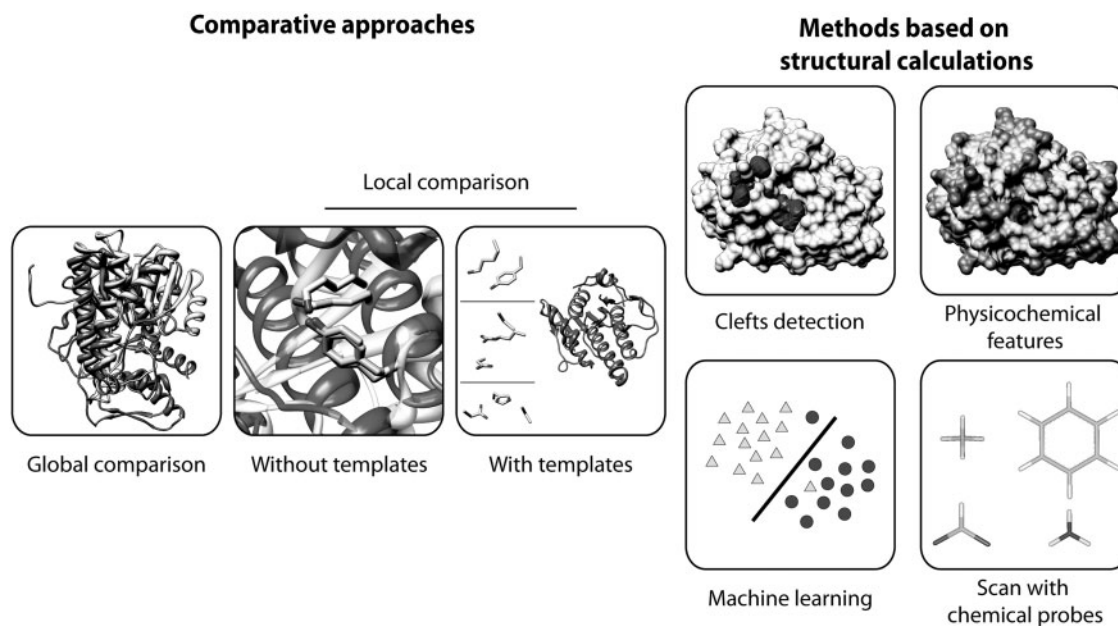 Comparative approaches
Methods based on
structural calculations
Local comparison
Global comparison
Without templates
With templates
Clefts detection
Physicochemical
features
Machine learning
Scan with
chemical probes